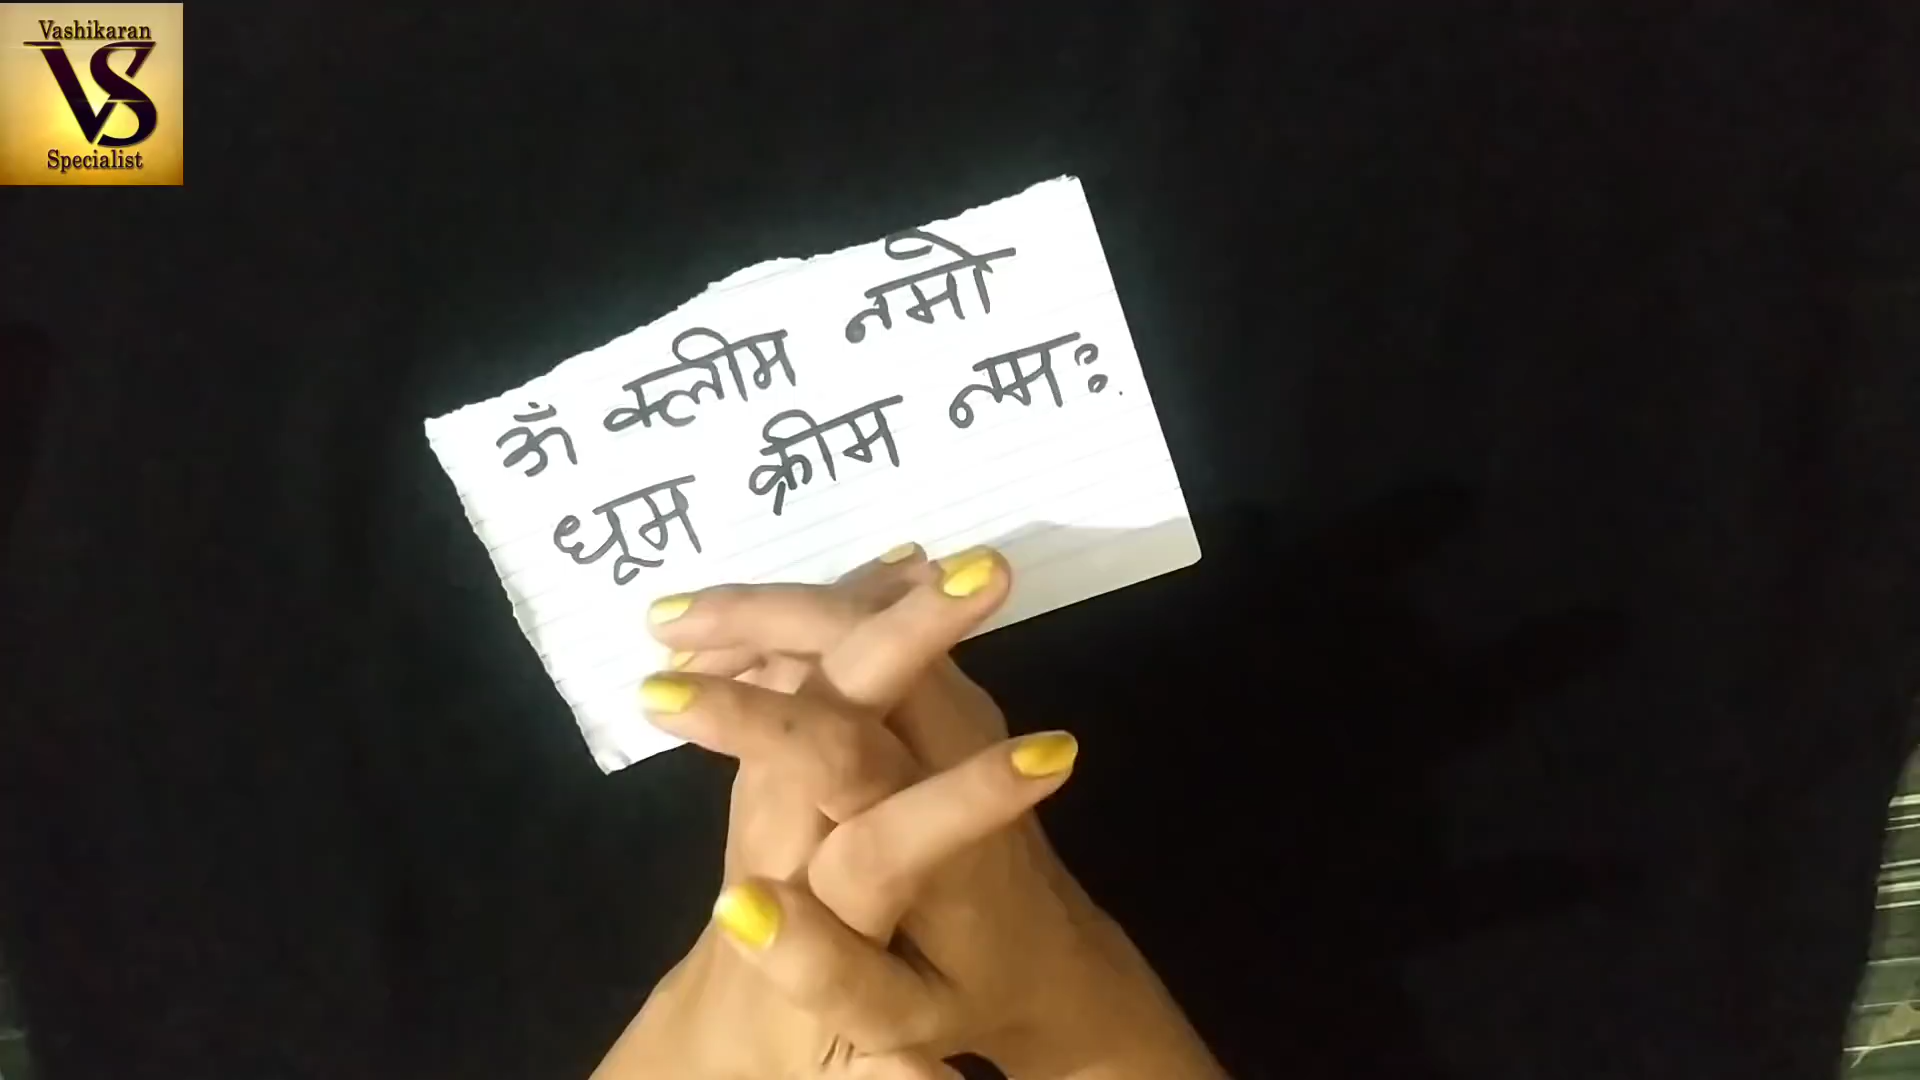 Vashikaran
VS
Specialist
ॐ क्लीम नमो
धूम क्रीम नमः